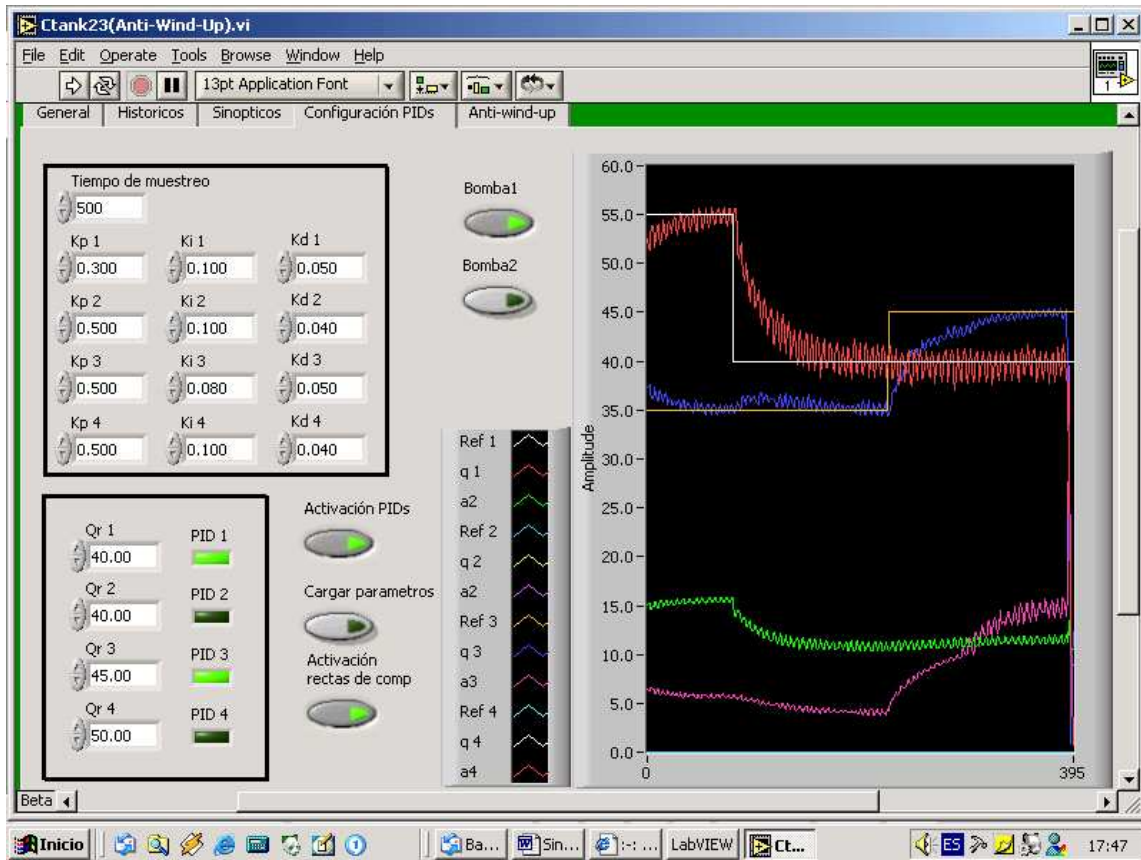 Ctank23(Anti-Wind-Up).vi
File Edit Operate Tools Browse Window Help
13pt Application Font
1
General Historicos Sinopticos Configuración PIDs Anti-wind-up
Tiempo de muestreo
500
Kp 1 Ki 1 Kd 1
0.300 0.100 0.050
Kp 2 Ki 2 Kd 2
0.500 0.100 0.040
Kp 3 Ki 3 Kd 3
0.500 0.080 0.050
Kp 4 Ki 4 Kd 4
0.500 0.100 0.040
Bomba1
Bomba2
Qr 1 PID 1
40.00
Qr 2 PID 2
40.00
Qr 3 PID 3
45.00
Qr 4 PID 4
50.00
Activación PIDs
Cargar parametros
Activación
rectas de comp
Ref 1
q 1
a2
Ref 2
q 2
a2
Ref 3
q 3
a3
Ref 4
q 4
a4
Amplitude
60.0
55.0
50.0
45.0
40.0
35.0
30.0
25.0
20.0
15.0
10.0
5.0
0.0
0 395
Beta
Inicio Ba... Sin... :-: ... LabVIEW Ct... ES 17:47